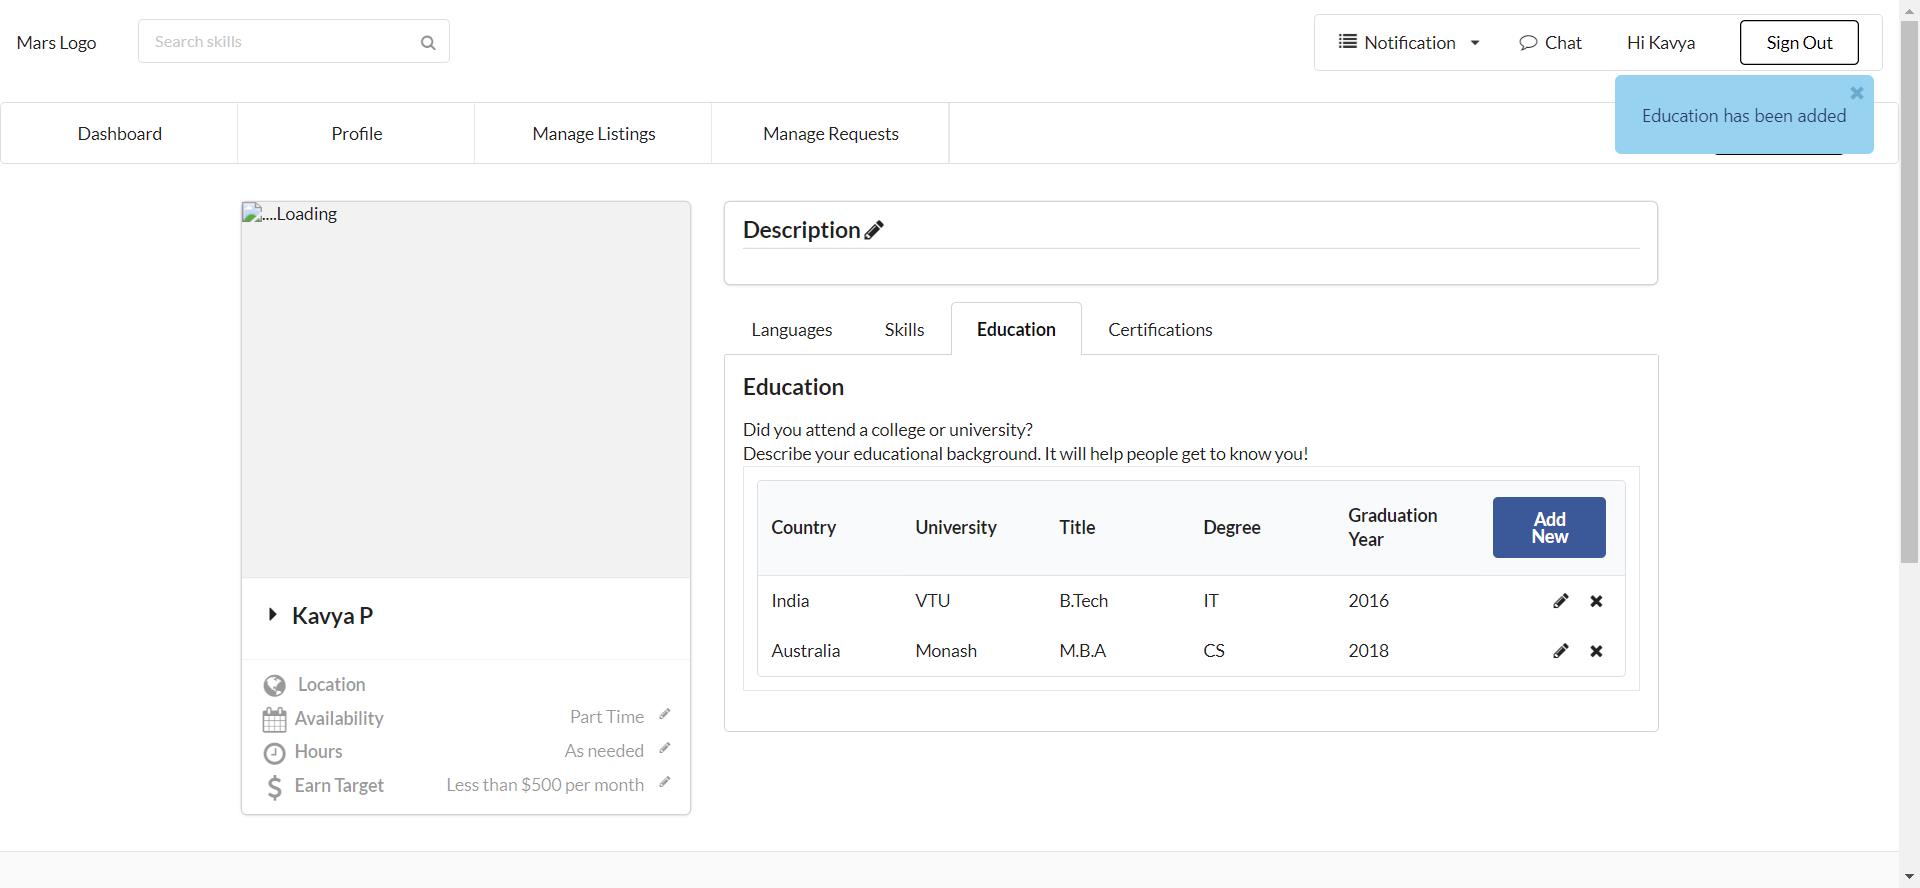 Mars Logo
Search skills
Notification
Chat
Hi Kavya
Sign Out
Education has been added
Dashboard
Profile
Manage Listings
Manage Requests
....Loading
Description
Languages
Skills
Education
Certifications
Education
Did you attend a college or university?
Describe your educational background. It will help people get to know you!
Country University Title Degree Graduation Year
Add New
India VTU B.Tech IT 2016
Australia Monash M.B.A CS 2018
Kavya P
Location
Availability Part Time
Hours As needed
Earn Target Less than $500 per month